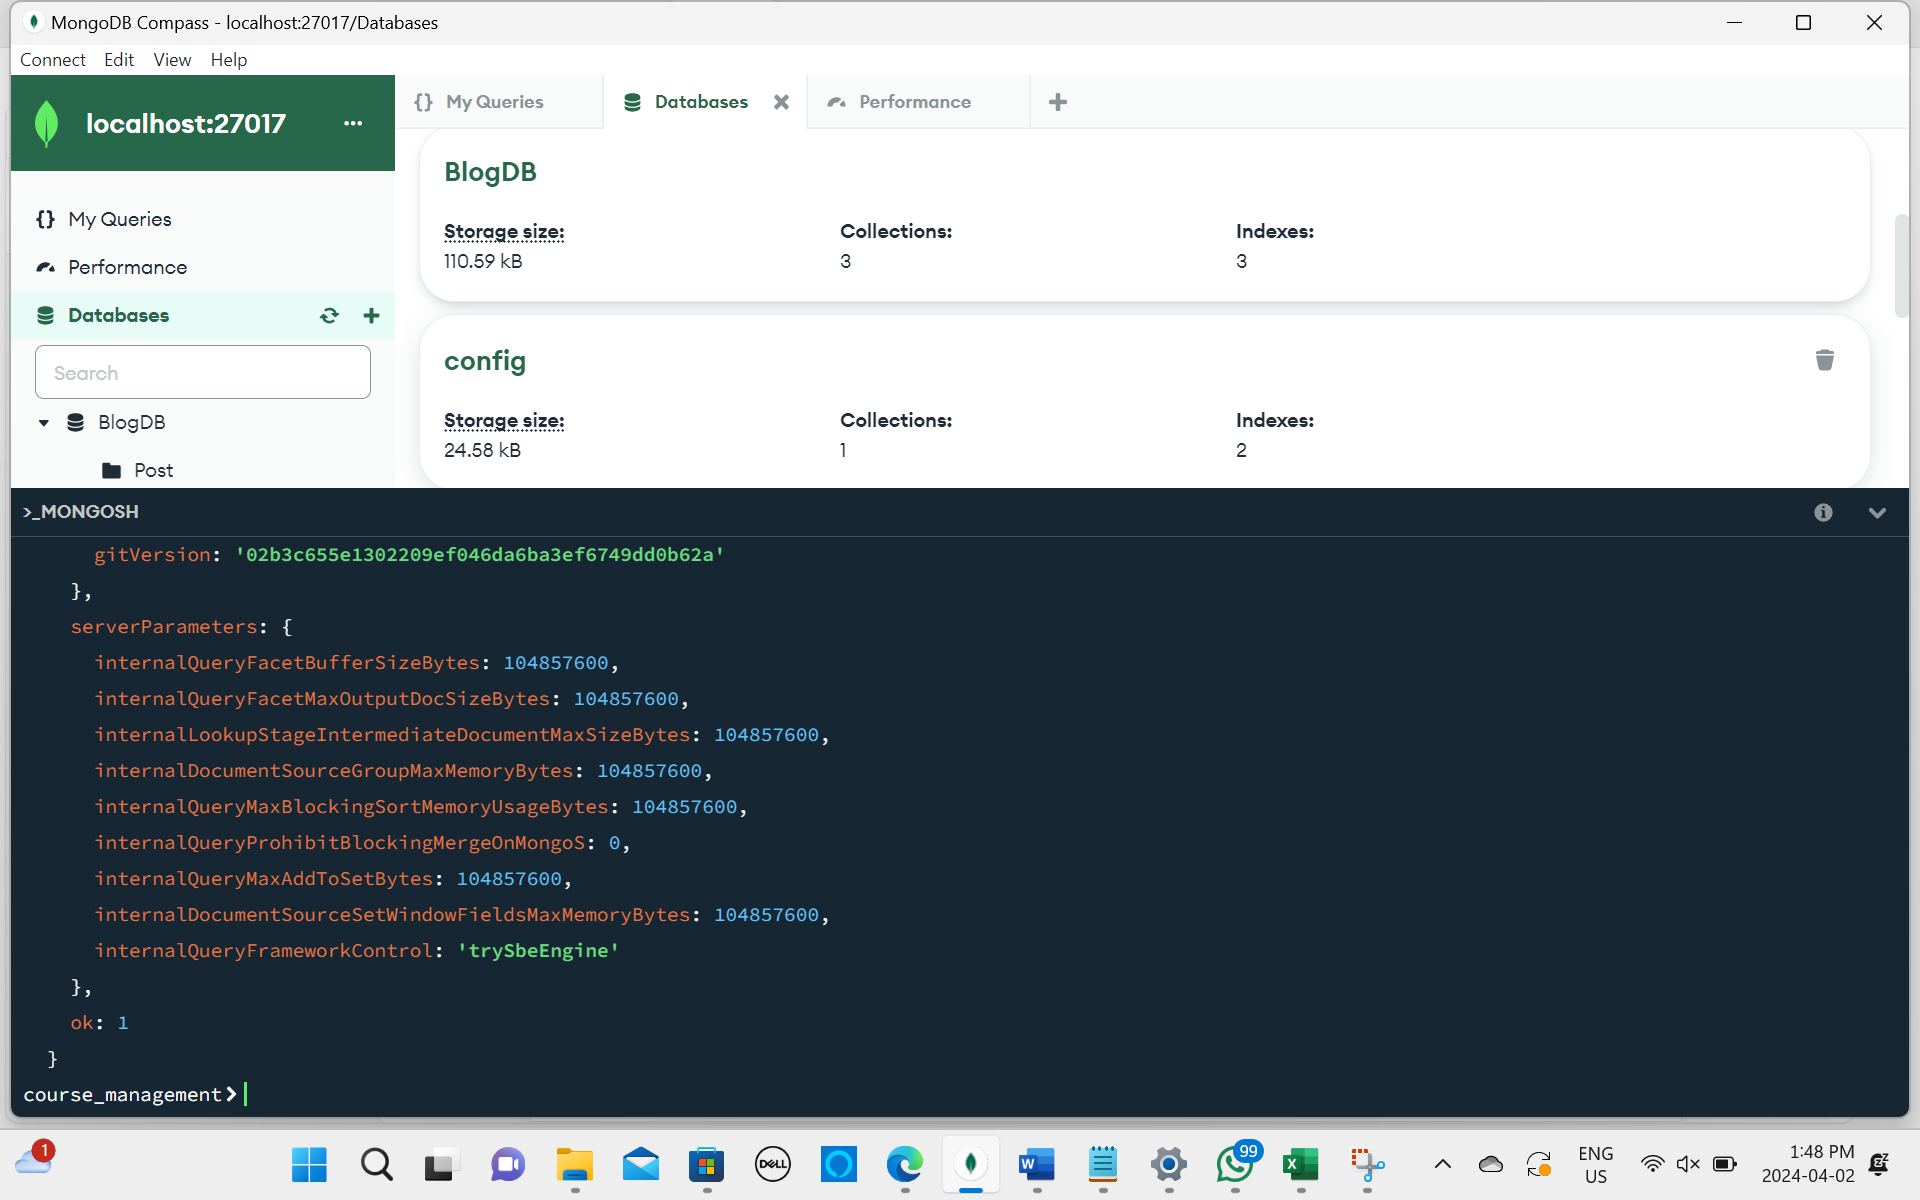 MongoDB Compass - localhost:27017/Databases
Connect Edit View Help
localhost:27017 ...
{} My Queries
Databases
Performance
My Queries
Performance
Databases
Search
BlogDB
Post
BlogDB
Storage size: Collections: Indexes:
110.59 kB 3 3
config
Storage size: Collections: Indexes:
24.58 kB 1 2
>_MONGOSH
gitVersion: '02b3c655e1302209ef046da6ba3ef6749dd0b62a'
},
serverParameters: {
internalQueryFacetBufferSizeBytes: 104857600,
internalQueryFacetMaxOutputDocSizeBytes: 104857600,
internalLookupStageIntermediateDocumentMaxSizeBytes: 104857600,
internalDocumentSourceGroupMaxMemoryBytes: 104857600,
internalQueryMaxBlockingSortMemoryUsageBytes: 104857600,
internalQueryProhibitBlockingMergeOnMongoS: 0,
internalQueryMaxAddToSetBytes: 104857600,
internalDocumentSourceSetWindowFieldsMaxMemoryBytes: 104857600,
internalQueryFrameworkControl: 'trySbeEngine'
},
ok: 1
}
course_management>
1
DELL
W
99
X
ENG
US
1:48 PM
2024-04-02